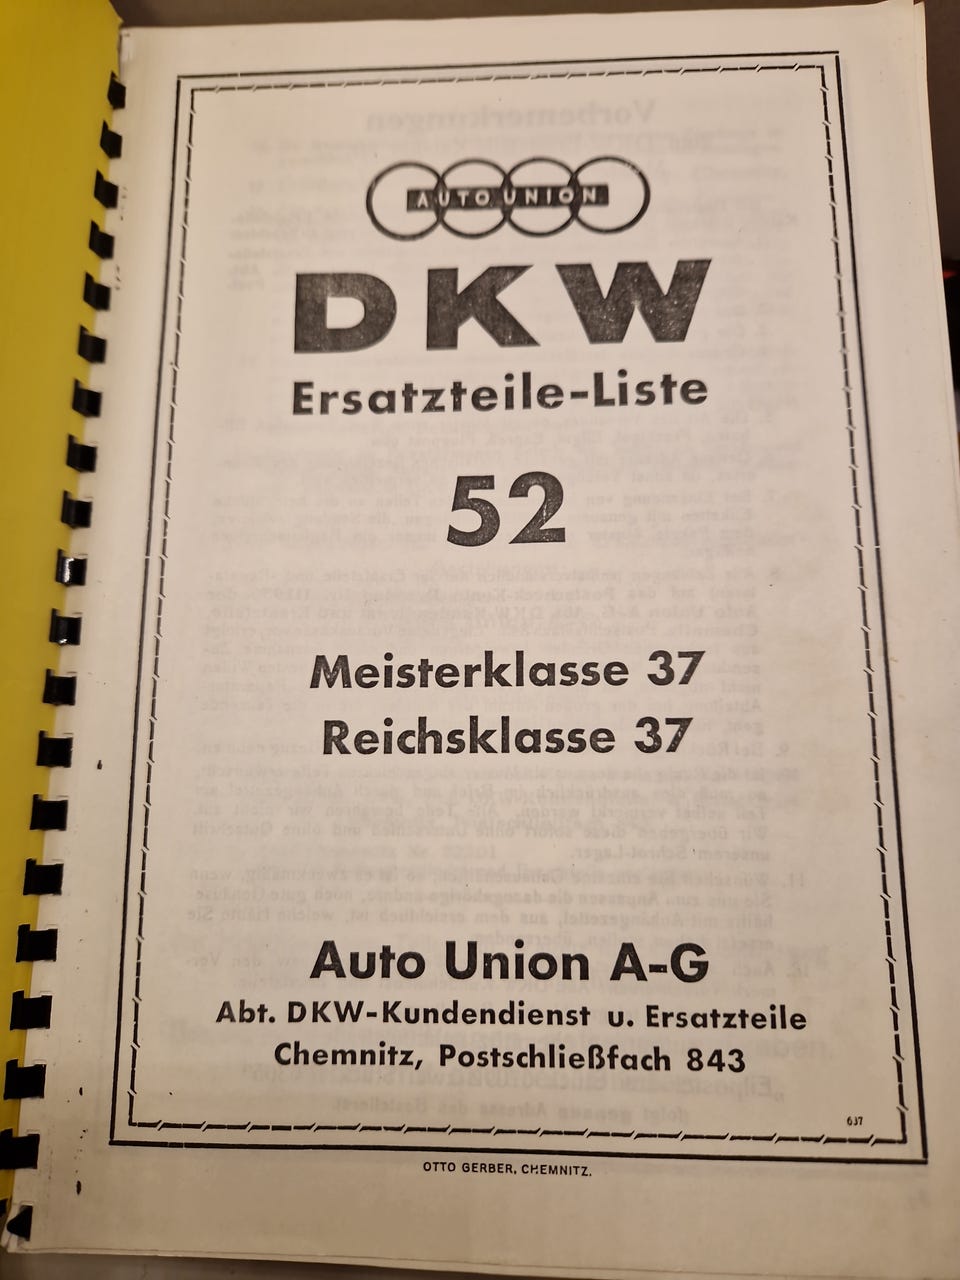 AUTO UNION
DKW
Ersatzteile-Liste
52
Meisterklasse 37
Reichsklasse 37
Auto Union A-G
Abt. DKW-Kundendienst u. Ersatzteile
Chemnitz, Postschließfach 843
637
OTTO GERBER, CHEMNITZ.